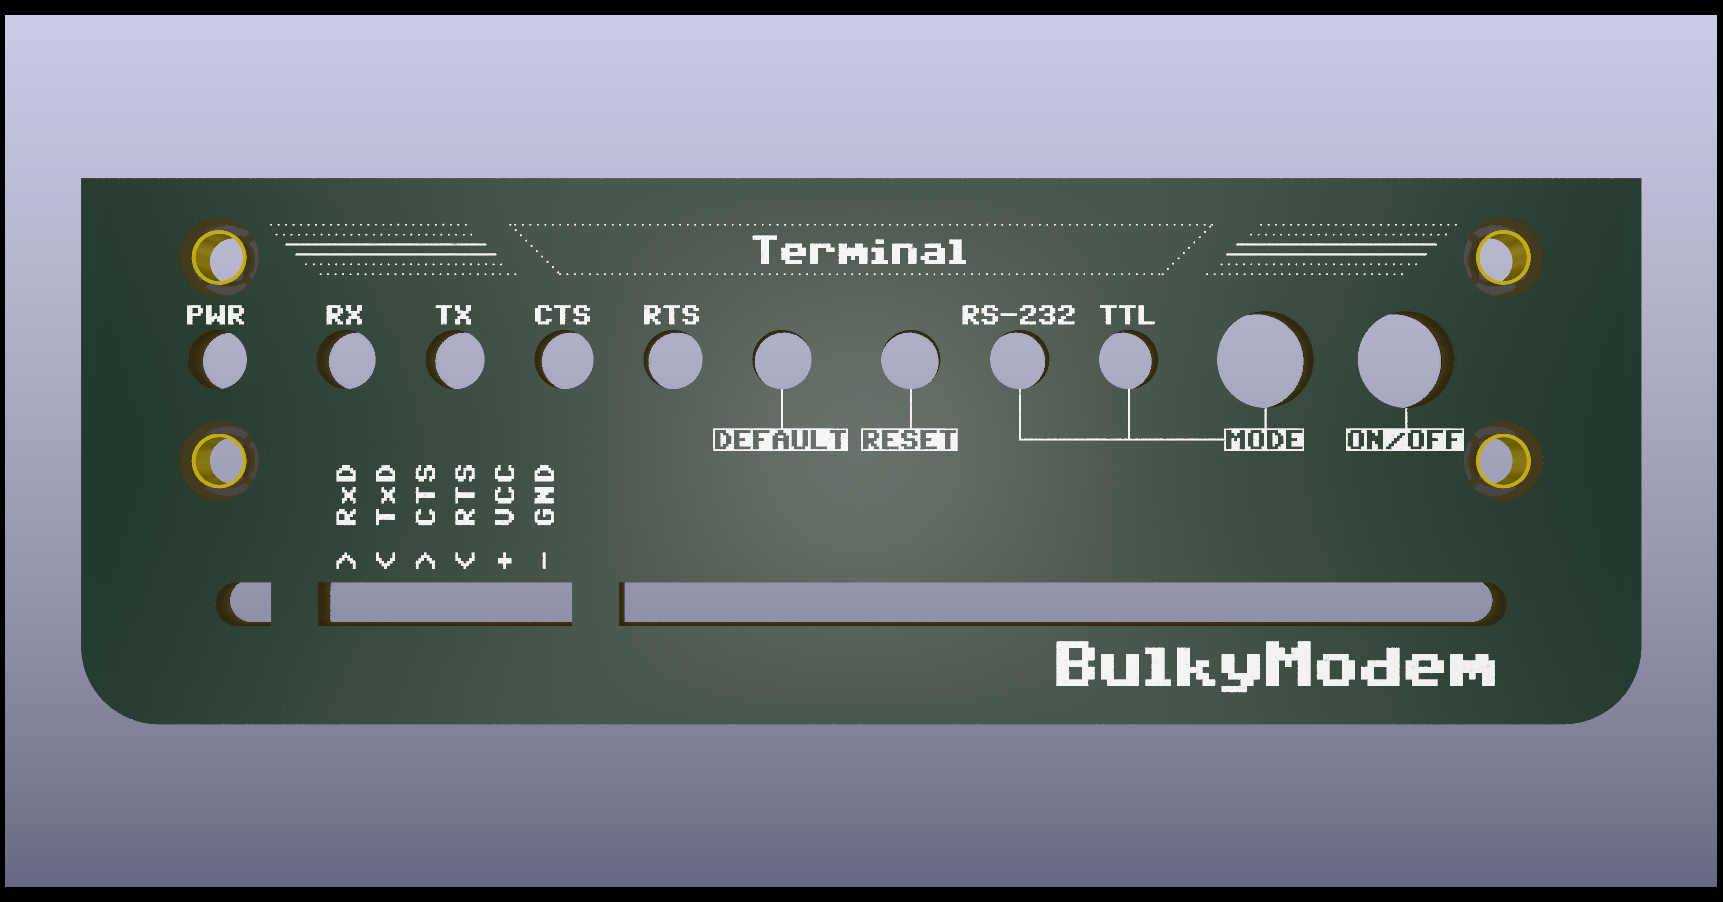 Terminal
PWR RX TX CTS RTS RS-232 TTL
DEFAULT RESET MODE ON/OFF
< RxD
> TxD
< CTS
> RTS
+ VCC
- GND
BulkyModem